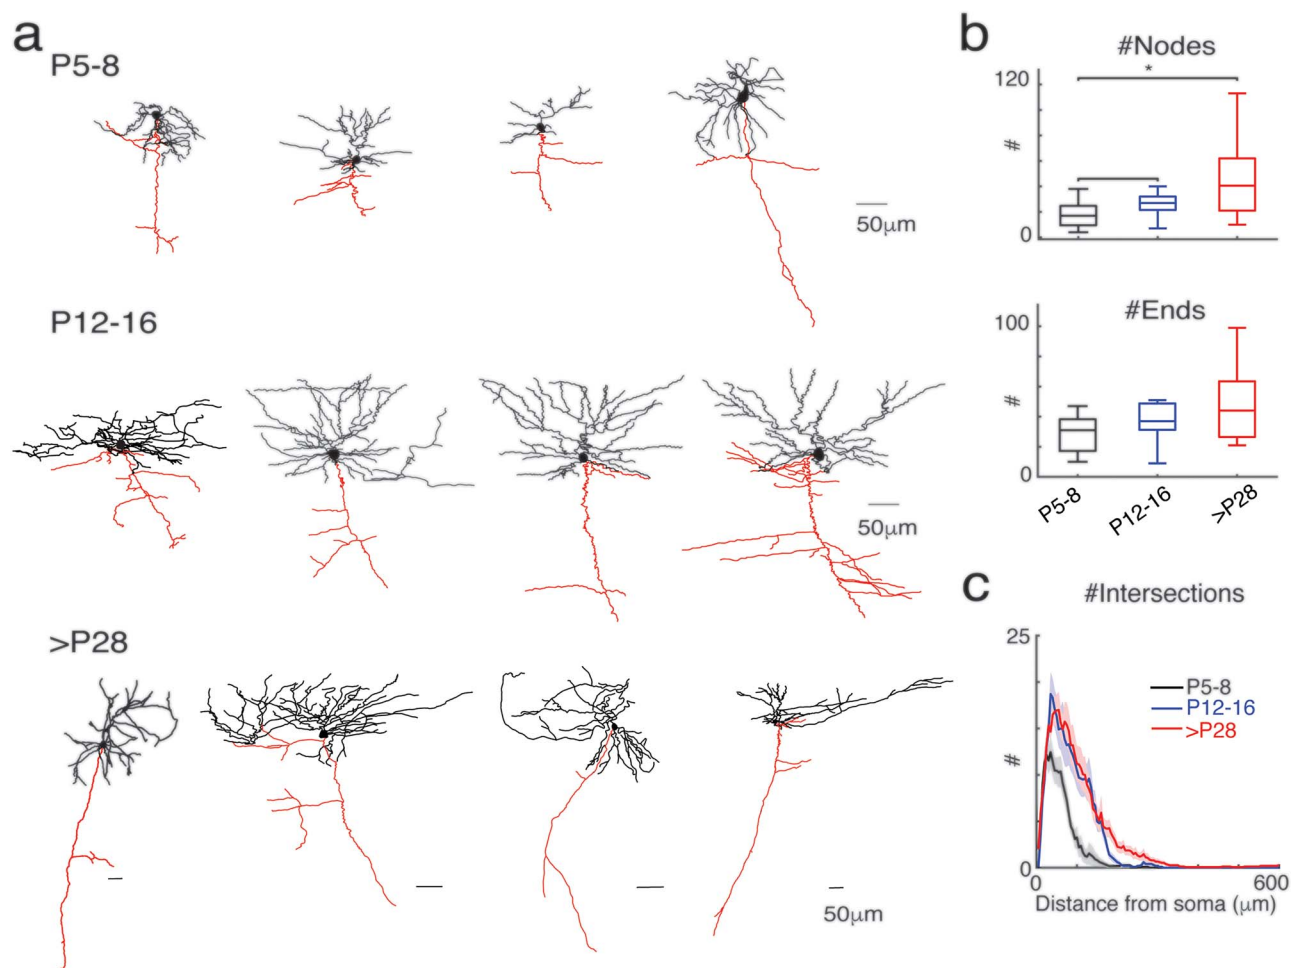 a
P5-8
50µm
P12-16
50µm
>P28
50µm
b
#Nodes
*
120
#
0
#Ends
100
#
0
P5-8
P12-16
>P28
c
#Intersections
25
P5-8
P12-16
>P28
#
0
0
600
Distance from soma (µm)